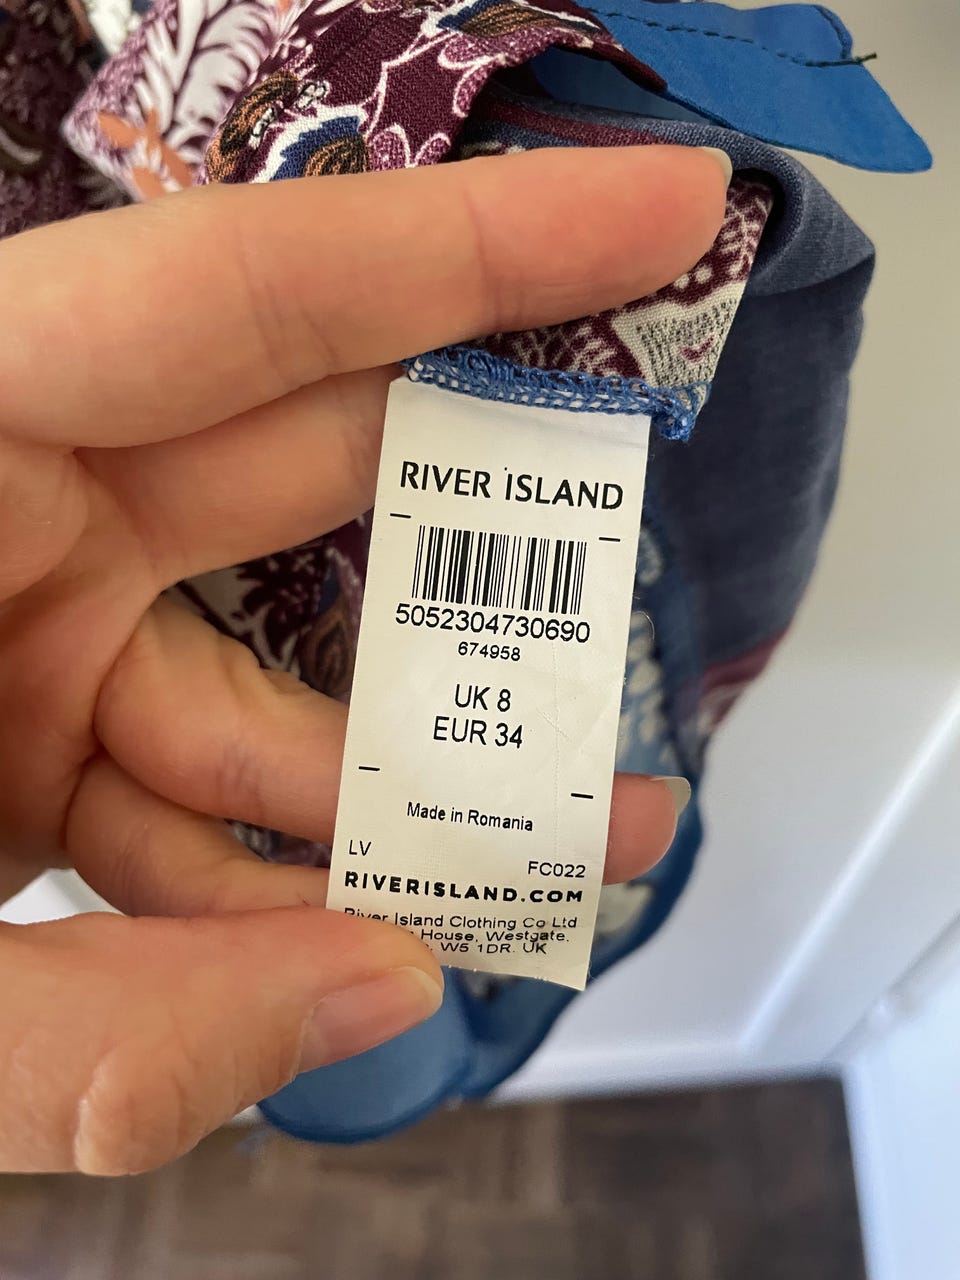 RIVER ISLAND
5052304730690
674958
UK 8
EUR 34
Made in Romania
LV
FC022
RIVERISLAND.COM
River Island Clothing Co Ltd
House, Westgate.
W5 1DR. UK